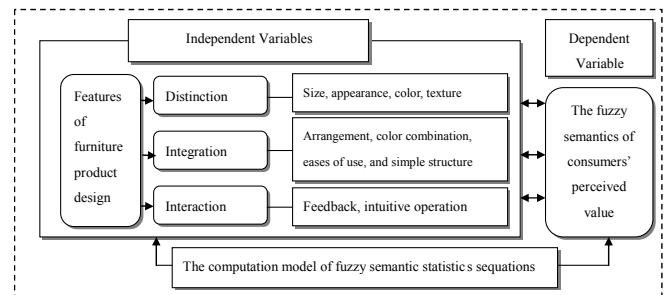 Independent Variables
Dependent
Variable
Features
of
furniture
product
design
Distinction
Size, appearance, color, texture
Integration
Arrangement, color combination,
eases of use, and simple structure
Interaction
Feedback, intuitive operation
The fuzzy
semantics of
consumers’
perceived
value
The computation model of fuzzy semantic statistics sequations